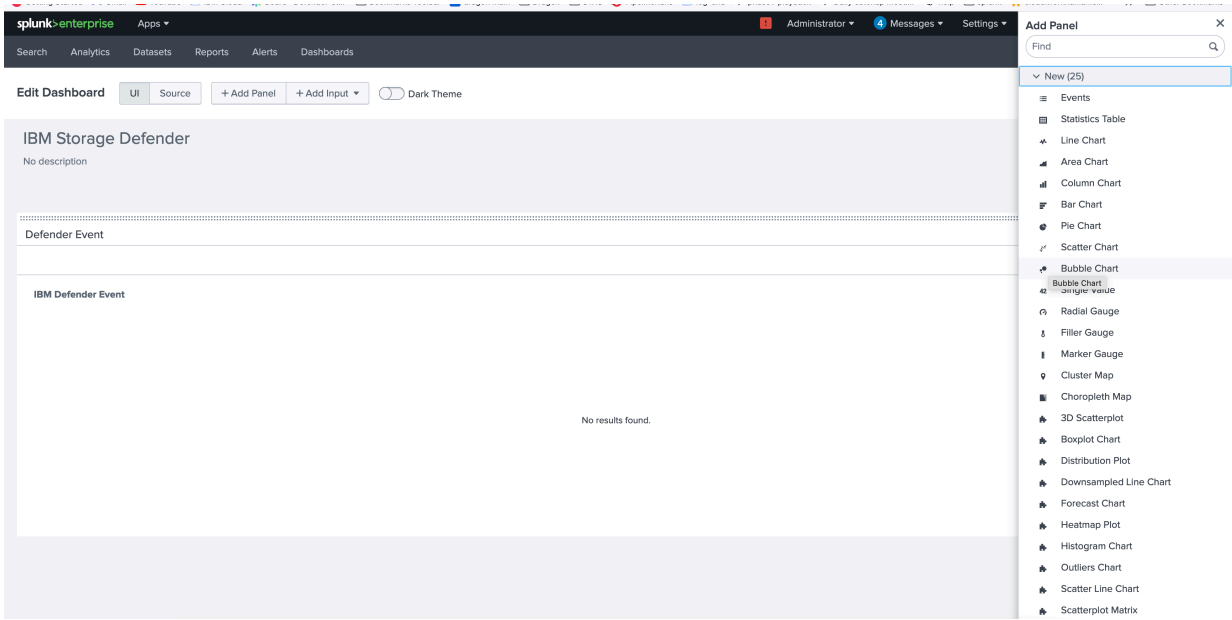 splunk>enterprise Apps ▾ ! Administrator ▾ 4 Messages ▾ Settings ▾
Search Analytics Datasets Reports Alerts Dashboards
Edit Dashboard UI Source + Add Panel + Add Input ▾ Dark Theme
IBM Storage Defender
No description
Defender Event
IBM Defender Event
No results found.
Add Panel
Find
New (25)
Events
Statistics Table
Line Chart
Area Chart
Column Chart
Bar Chart
Pie Chart
Scatter Chart
Bubble Chart
Bubble Chart
42 Single Value
Radial Gauge
Filler Gauge
Marker Gauge
Cluster Map
Choropleth Map
3D Scatterplot
Boxplot Chart
Distribution Plot
Downsampled Line Chart
Forecast Chart
Heatmap Plot
Histogram Chart
Outliers Chart
Scatter Line Chart
Scatterplot Matrix